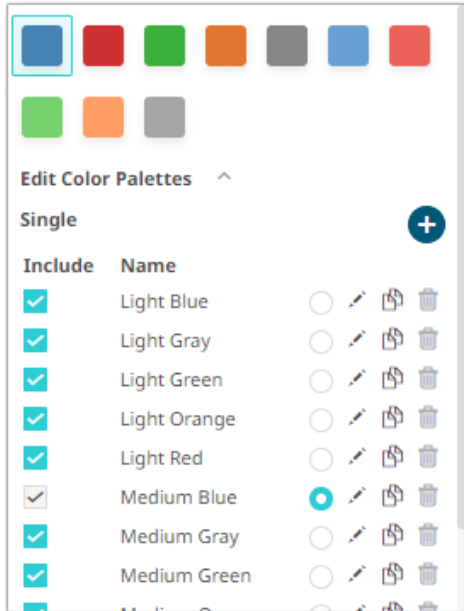 Edit Color Palettes
Single
Include Name
Light Blue
Light Gray
Light Green
Light Orange
Light Red
Medium Blue
Medium Gray
Medium Green